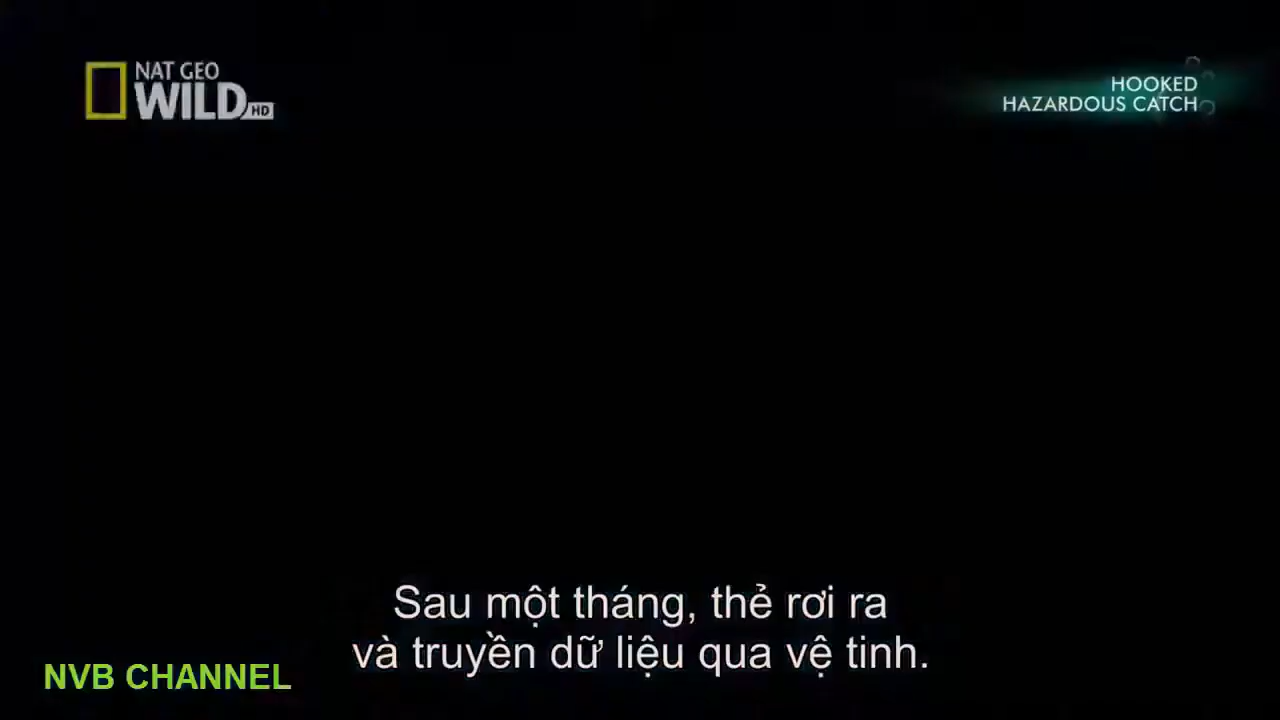 NAT GEO
WILD HD
HOOKED
HAZARDOUS CATCH
Sau một tháng, thẻ rơi ra
và truyền dữ liệu qua vệ tinh.
NVB CHANNEL